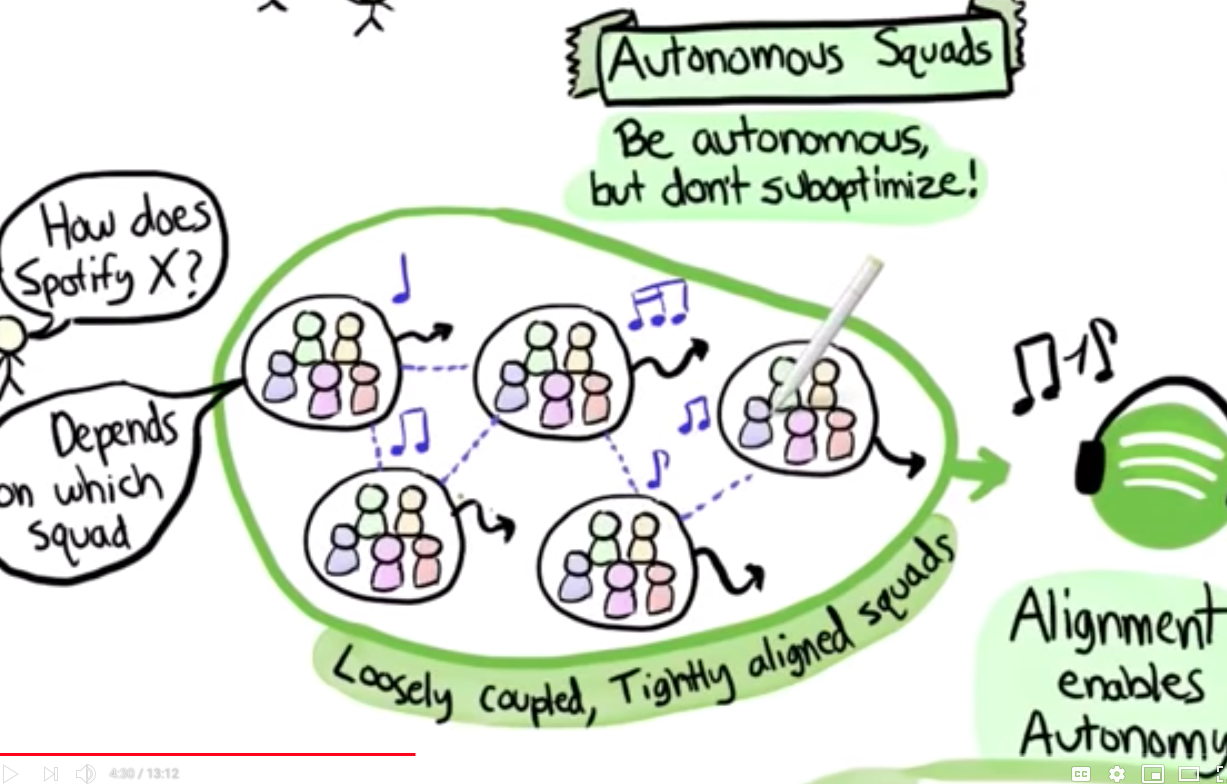 Autonomous Squads
Be autonomous,
but don't suboptimize!
How does
Spotify X?
Depends
on which
squad
Loosely coupled, Tightly aligned squads
Alignment
enables
Autonomy
4:30 / 13:12
CC